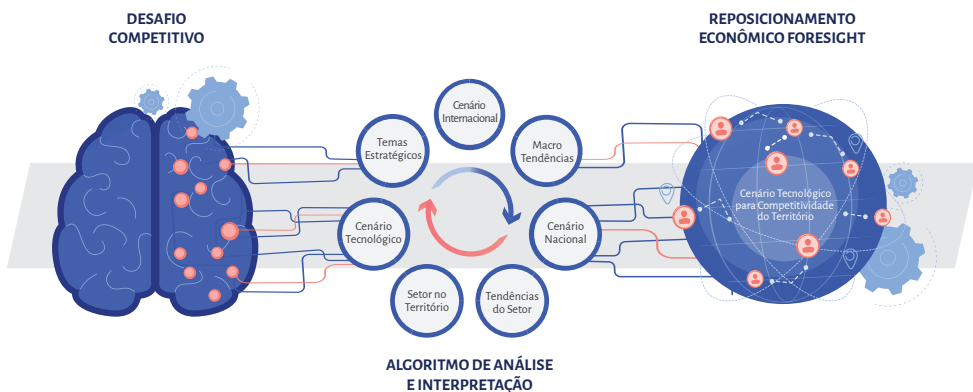 DESAFIO
COMPETITIVO
REPOSICIONAMENTO
ECONÔMICO FORESIGHT
Cenário
Internacional
Temas
Estratégicos
Macro
Tendências
Cenário
Tecnológico
Cenário
Nacional
Cenário Tecnológico
para Competitividade
do Território
Setor no
Território
Tendências
do Setor
ALGORITMO DE ANÁLISE
E INTERPRETAÇÃO